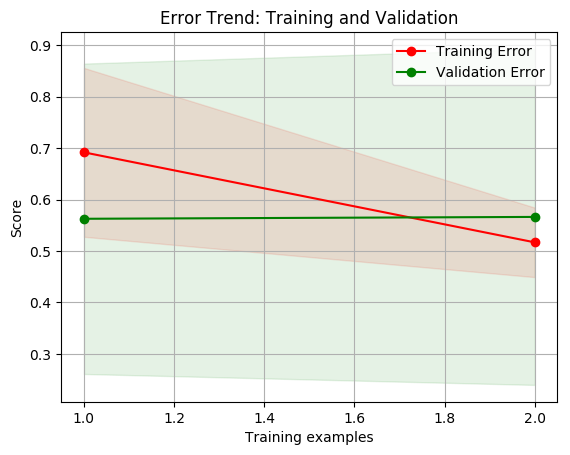 Error Trend: Training and Validation
Training Error
Validation Error
Score
0.9
0.8
0.7
0.6
0.5
0.4
0.3
1.0
1.2
1.4
1.6
1.8
2.0
Training examples